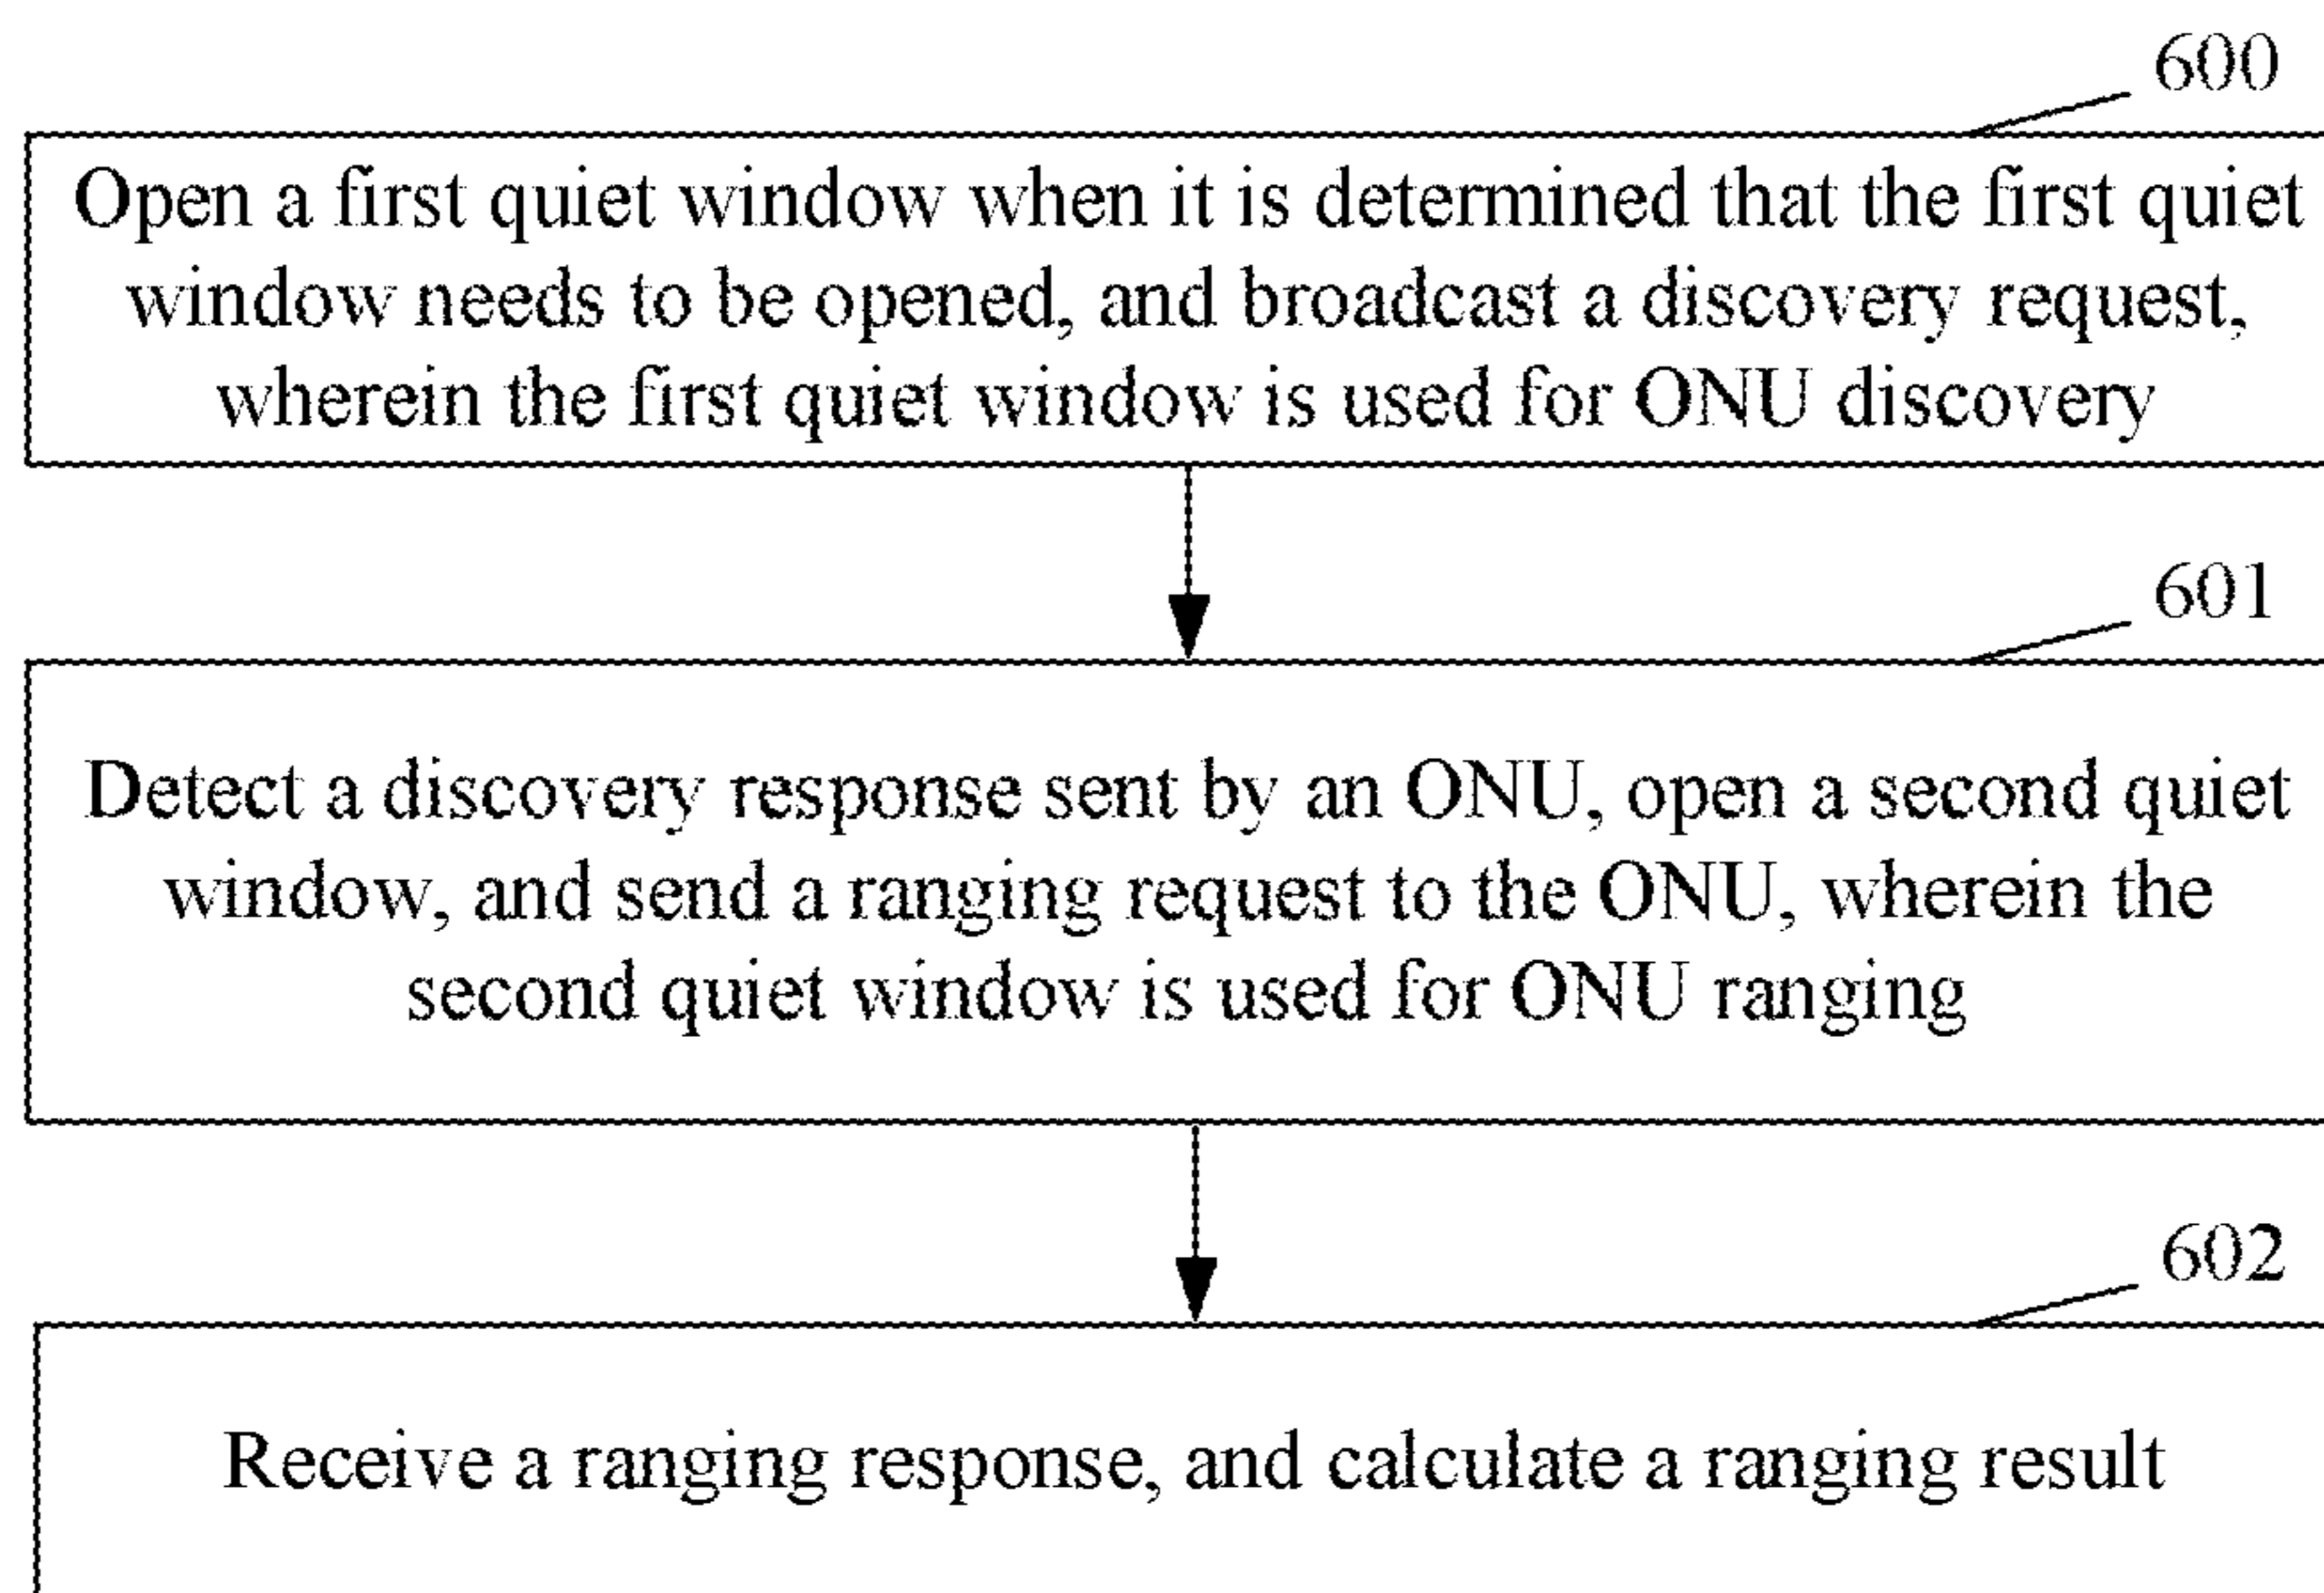 600
Open a first quiet window when it is determined that the first quiet
window needs to be opened, and broadcast a discovery request,
wherein the first quiet window is used for ONU discovery
601
Detect a discovery response sent by an ONU, open a second quiet
window, and send a ranging request to the ONU, wherein the
second quiet window is used for ONU ranging
602
Receive a ranging response, and calculate a ranging result